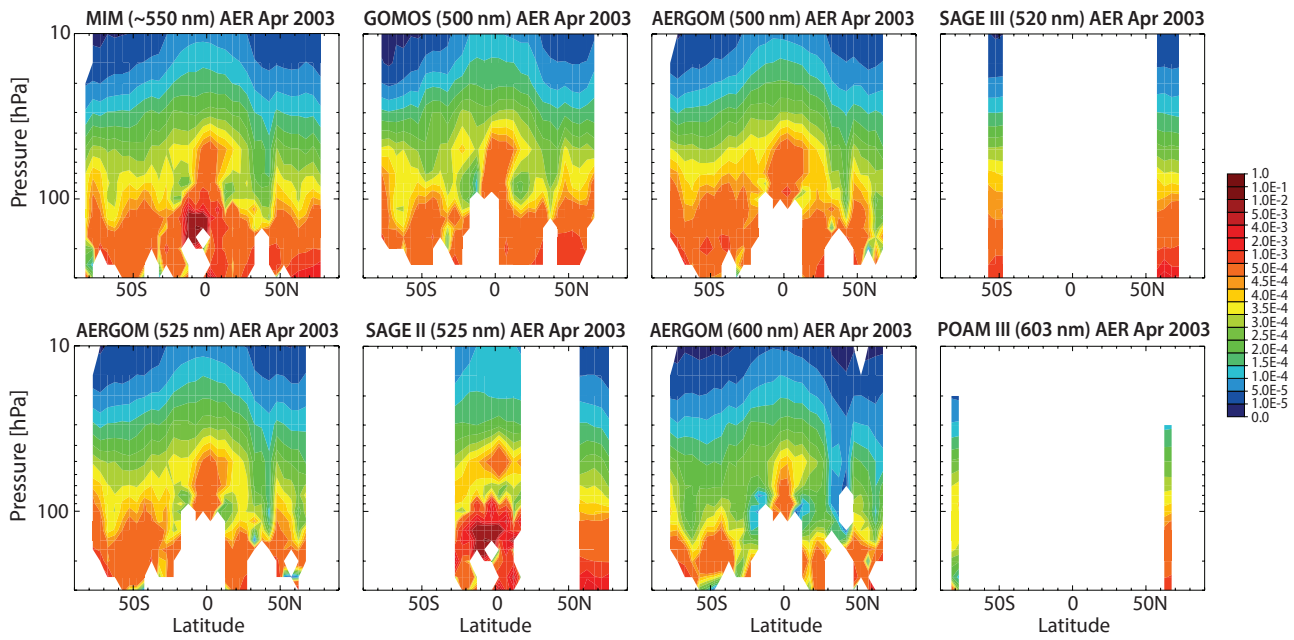 MIM (~550 nm) AER Apr 2003
GOMOS (500 nm) AER Apr 2003
AERGOM (500 nm) AER Apr 2003
SAGE III (520 nm) AER Apr 2003
10
100
Pressure [hPa]
50S 0 50N
50S 0 50N
50S 0 50N
50S 0 50N
AERGOM (525 nm) AER Apr 2003
SAGE II (525 nm) AER Apr 2003
AERGOM (600 nm) AER Apr 2003
POAM III (603 nm) AER Apr 2003
10
100
Pressure [hPa]
50S 0 50N
50S 0 50N
50S 0 50N
50S 0 50N
Latitude
Latitude
Latitude
Latitude
1.0
1.0E-1
1.0E-2
5.0E-3
4.0E-3
2.0E-3
1.0E-3
5.0E-4
4.5E-4
4.0E-4
3.5E-4
3.0E-4
2.5E-4
2.0E-4
1.5E-4
1.0E-4
5.0E-5
1.0E-5
0.0